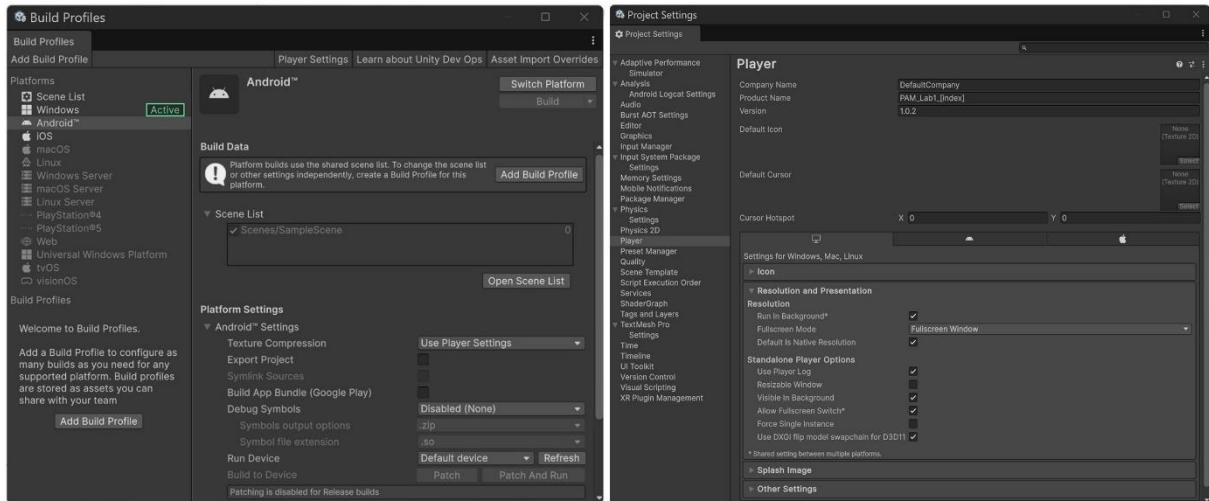 Build Profiles
Build Profiles
Add Build Profile
Player Settings
Learn about Unity Dev Ops
Asset Import Overrides
Platforms
Scene List
Windows
Active
Android™
iOS
macOS
Linux
Windows Server
macOS Server
Linux Server
PlayStation®4
PlayStation®5
Web
Universal Windows Platform
tvOS
visionOS
Build Profiles
Welcome to Build Profiles.
Add a Build Profile to configure as
many builds as you need for any
supported platform. Build profiles
are stored as assets you can
share with your team
Add Build Profile
Android™
Switch Platform
Build
Build Data
Platform builds use the shared scene list. To change the scene list
or other settings independently, create a Build Profile for this
platform.
Add Build Profile
Scene List
Scenes/SampleScene 0
Open Scene List
Platform Settings
Android™ Settings
Texture Compression Use Player Settings
Export Project
Symlink Sources
Build App Bundle (Google Play)
Debug Symbols Disabled (None)
Symbols output options .zip
Symbol file extension .so
Run Device Default device Refresh
Build to Device Patch Patch And Run
Patching is disabled for Release builds
Project Settings
Project Settings
Adaptive Performance
Simulator
Analysis
Android Logcat Settings
Audio
Burst AOT Settings
Editor
Graphics
Input Manager
Input System Package
Settings
Memory Settings
Mobile Notifications
Package Manager
Physics
Settings
Physics 2D
Player
Preset Manager
Quality
Scene Template
Script Execution Order
Services
ShaderGraph
Tags and Layers
TextMesh Pro
Settings
Time
Timeline
UI Toolkit
Version Control
Visual Scripting
XR Plugin Management
Player
Company Name DefaultCompany
Product Name PAM_Lab1_[index]
Version 1.0.2
Default Icon
None
(Texture 2D)
Select
Default Cursor
None
(Texture 2D)
Select
Cursor Hotspot X 0 Y 0
Settings for Windows, Mac, Linux
Icon
Resolution and Presentation
Resolution
Run In Background*
Fullscreen Mode Fullscreen Window
Default Is Native Resolution
Standalone Player Options
Use Player Log
Resizable Window
Visible In Background
Allow Fullscreen Switch*
Force Single Instance
Use DXGI flip model swapchain for D3D11
* Shared setting between multiple platforms.
Splash Image
Other Settings